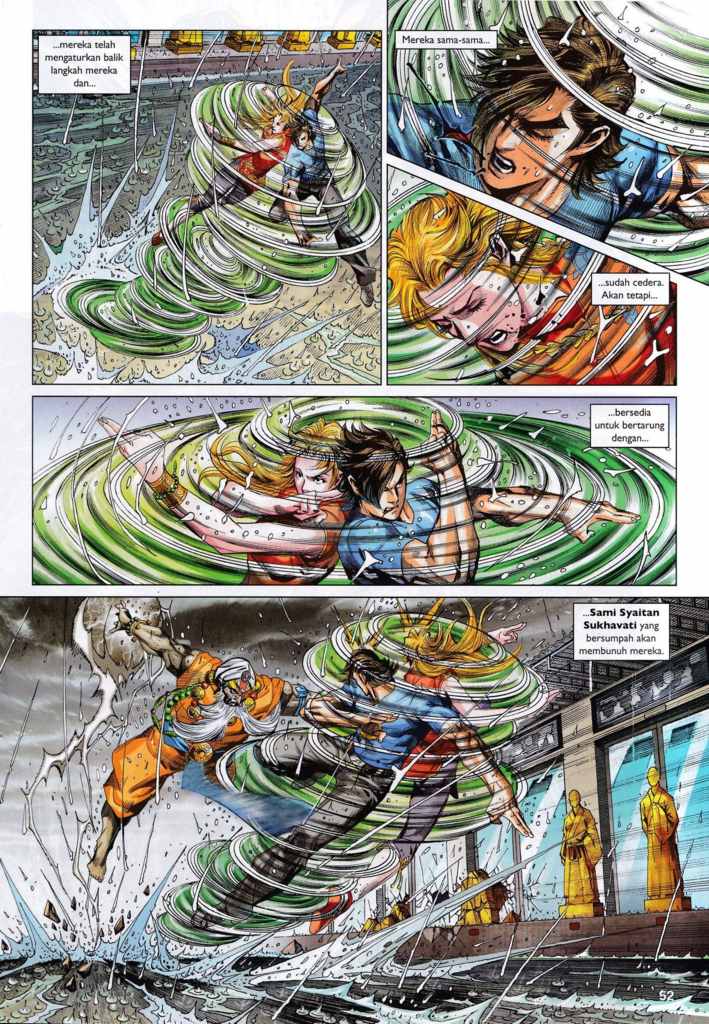 ...mereka telah
mengaturkan balik
langkah mereka
dan...
Mereka sama-sama...
...sudah cedera.
Akan tetapi...
...bersedia
untuk bertarung
dengan...
...Sami Syaitan
Sukhavati yang
bersumpah akan
membunuh mereka.
52